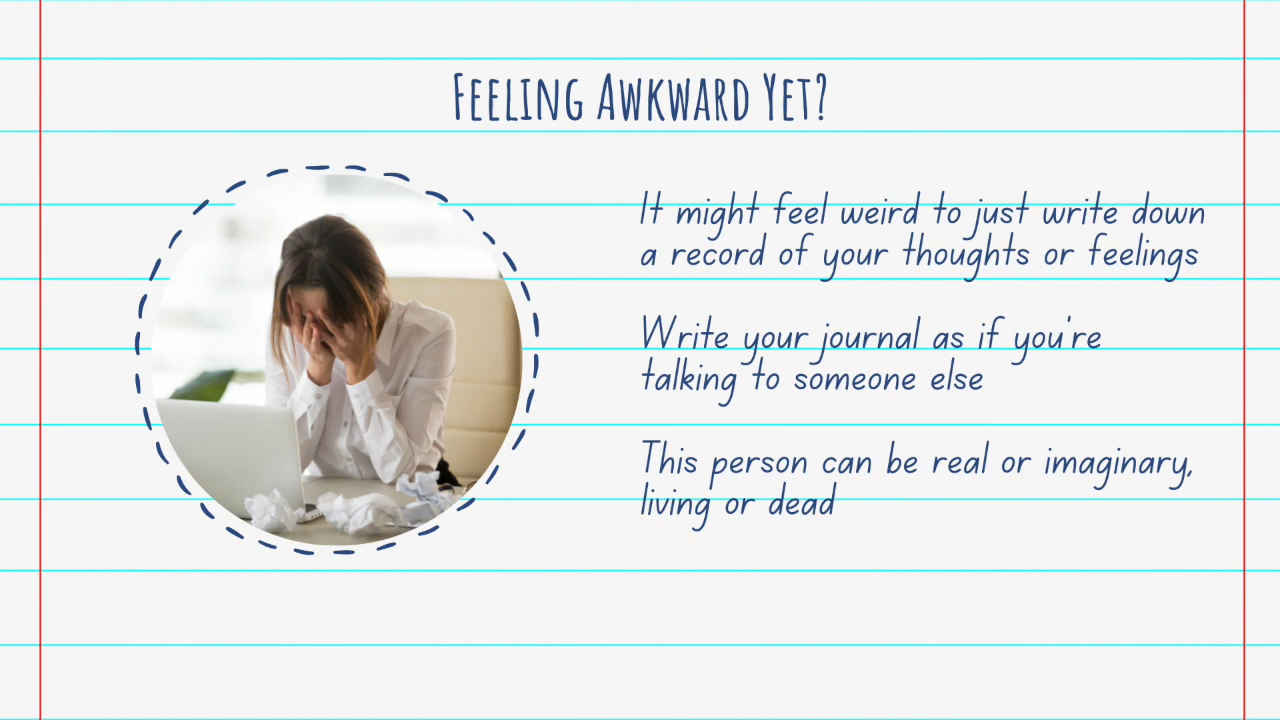 Feeling Awkward Yet?
It might feel weird to just write down
a record of your thoughts or feelings
Write your journal as if you're
talking to someone else
This person can be real or imaginary,
living or dead